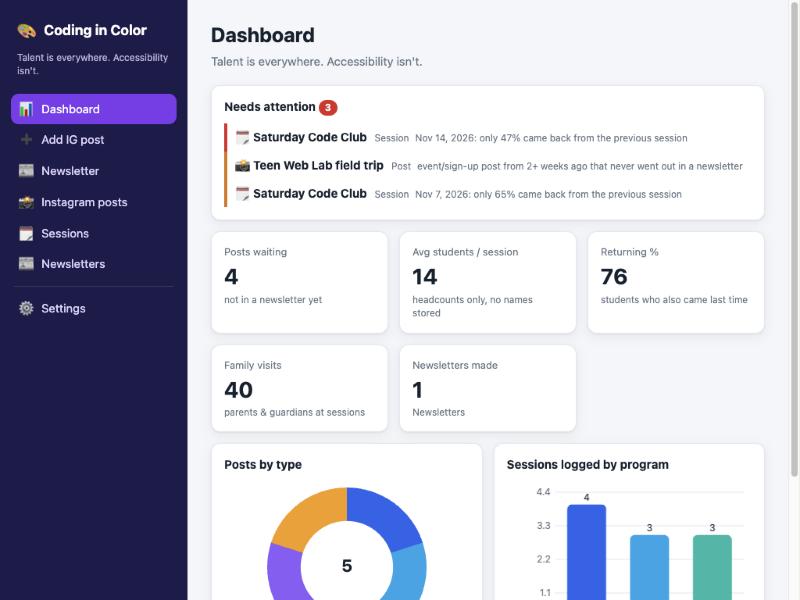 Coding in Color
Talent is everywhere. Accessibility
isn't.
Dashboard
Add IG post
Newsletter
Instagram posts
Sessions
Newsletters
Settings
Dashboard
Talent is everywhere. Accessibility isn't.
Needs attention 3
Saturday Code Club Session Nov 14, 2026: only 47% came back from the previous session
Teen Web Lab field trip Post event/sign-up post from 2+ weeks ago that never went out in a newsletter
Saturday Code Club Session Nov 7, 2026: only 65% came back from the previous session
Posts waiting
4
not in a newsletter yet
Avg students / session
14
headcounts only, no names
stored
Returning %
76
students who also came last time
Family visits
40
parents & guardians at sessions
Newsletters made
1
Newsletters
Posts by type
5
Sessions logged by program
4.4
3.3
2.2
1.1
4
3
3